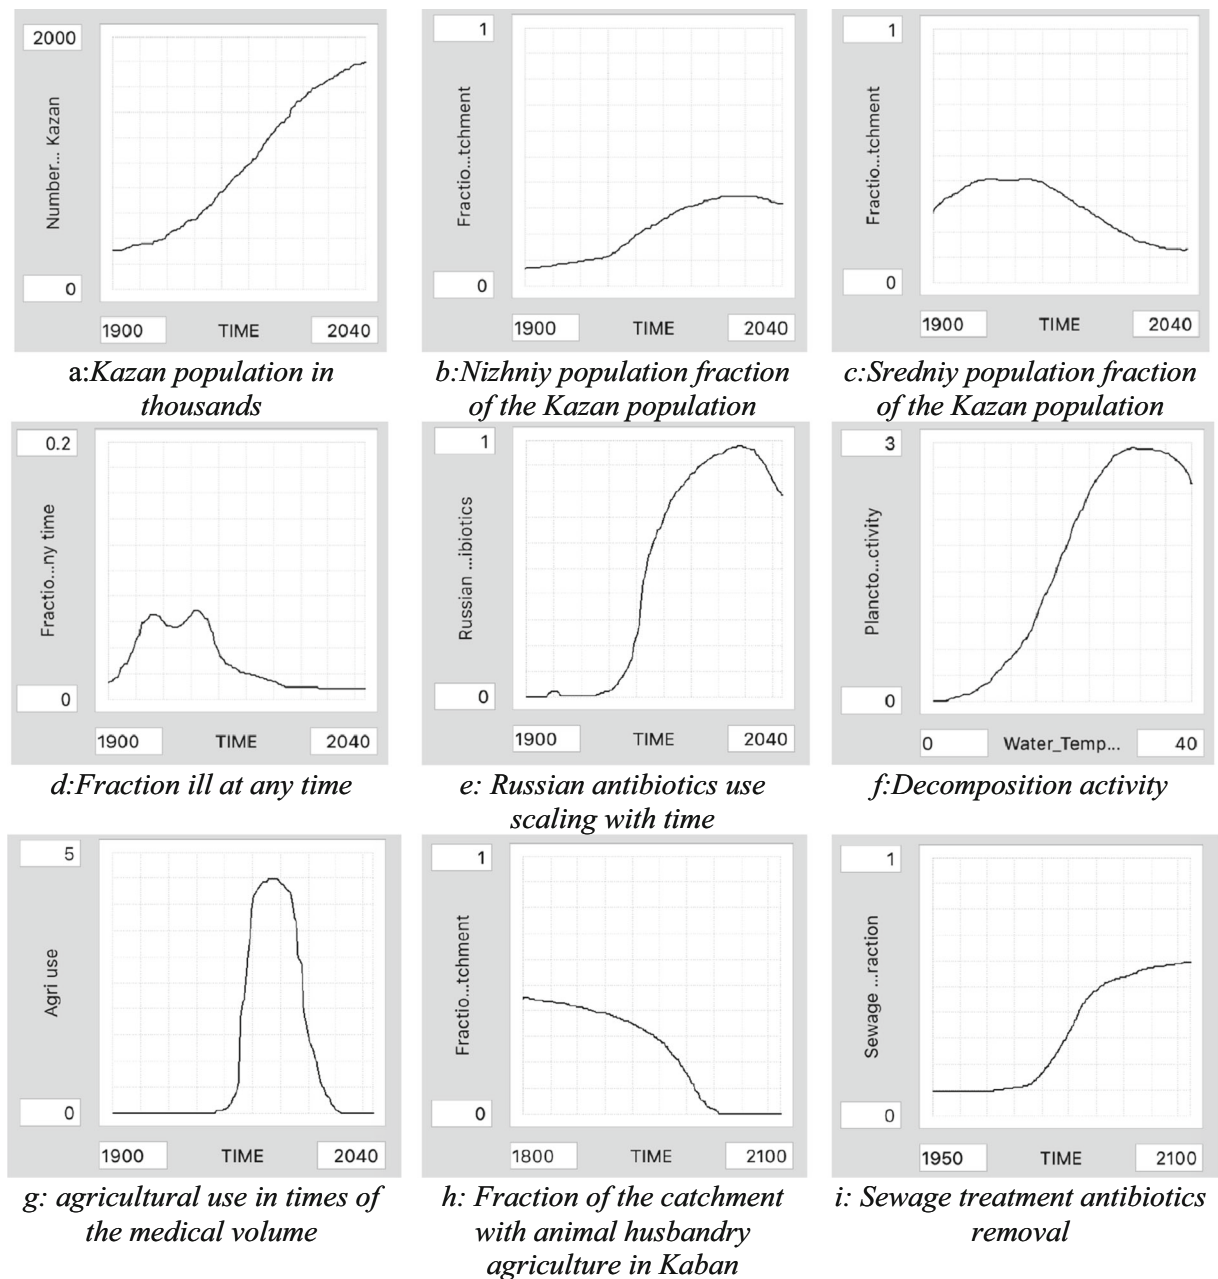 2000
Number... Kazan
0
1900 TIME 2040
a:Kazan population in
thousands
1
Fractio...tchment
0
1900 TIME 2040
b:Nizhniy population fraction
of the Kazan population
1
Fractio...tchment
0
1900 TIME 2040
c:Sredniy population fraction
of the Kazan population
0.2
Fractio...ny time
0
1900 TIME 2040
d:Fraction ill at any time
1
Russian ...ibiotics
0
1900 TIME 2040
e: Russian antibiotics use
scaling with time
3
Plancto...ctivity
0
0 Water_Temp... 40
f:Decomposition activity
5
Agri use
0
1900 TIME 2040
g: agricultural use in times of
the medical volume
1
Fractio...tchment
0
1800 TIME 2100
h: Fraction of the catchment
with animal husbandry
agriculture in Kaban
1
Sewage ...raction
0
1950 TIME 2100
i: Sewage treatment antibiotics
removal